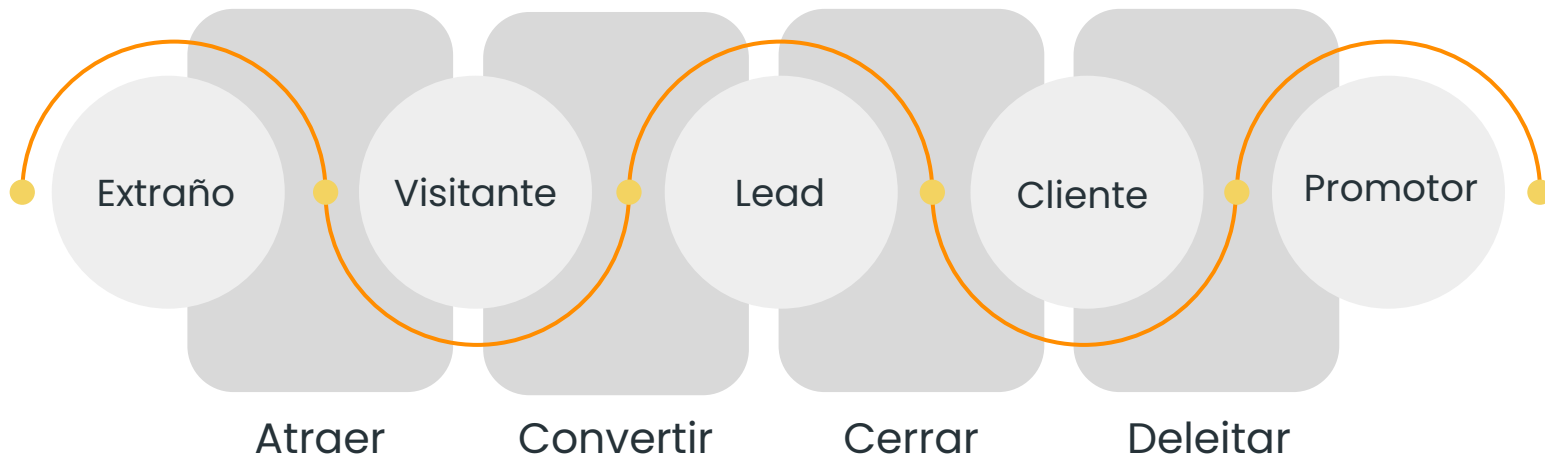 Extraño
Visitante
Lead
Cliente
Promotor
Atraer
Convertir
Cerrar
Deleitar